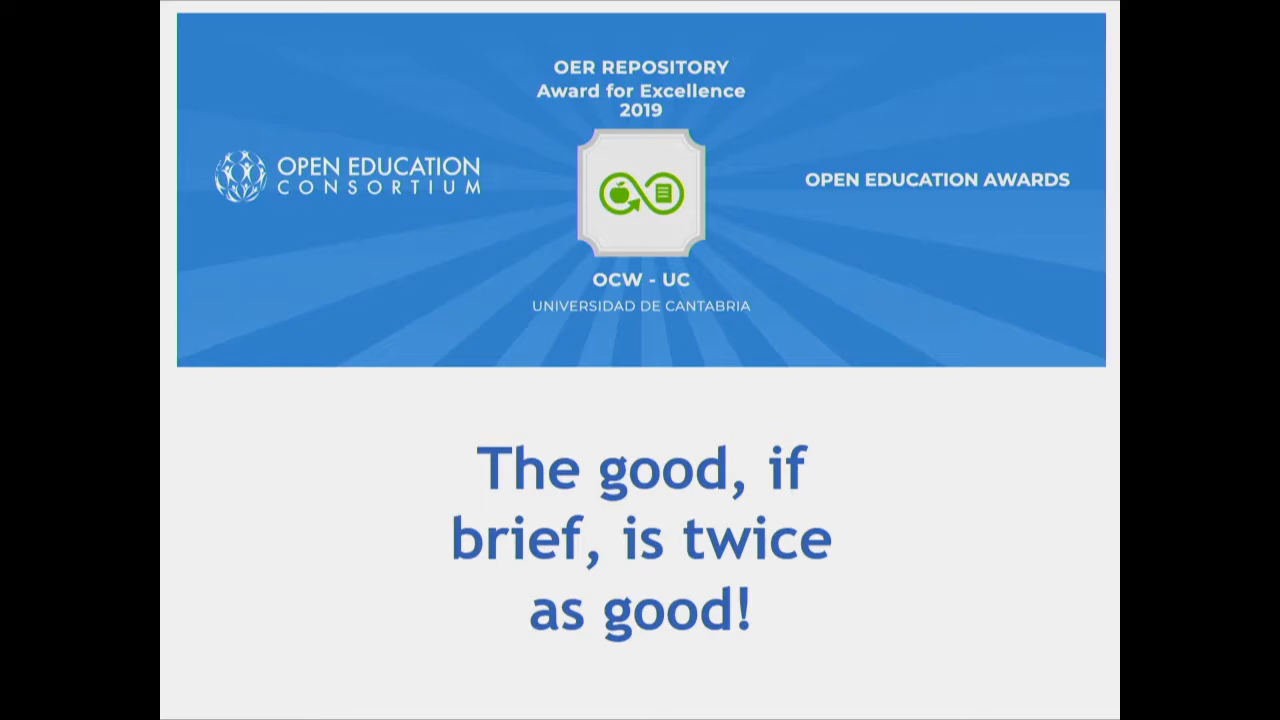 OER REPOSITORY
Award for Excellence
2019
OPEN EDUCATION
CONSORTIUM
OPEN EDUCATION AWARDS
OCW - UC
UNIVERSIDAD DE CANTABRIA
The good, if
brief, is twice
as good!